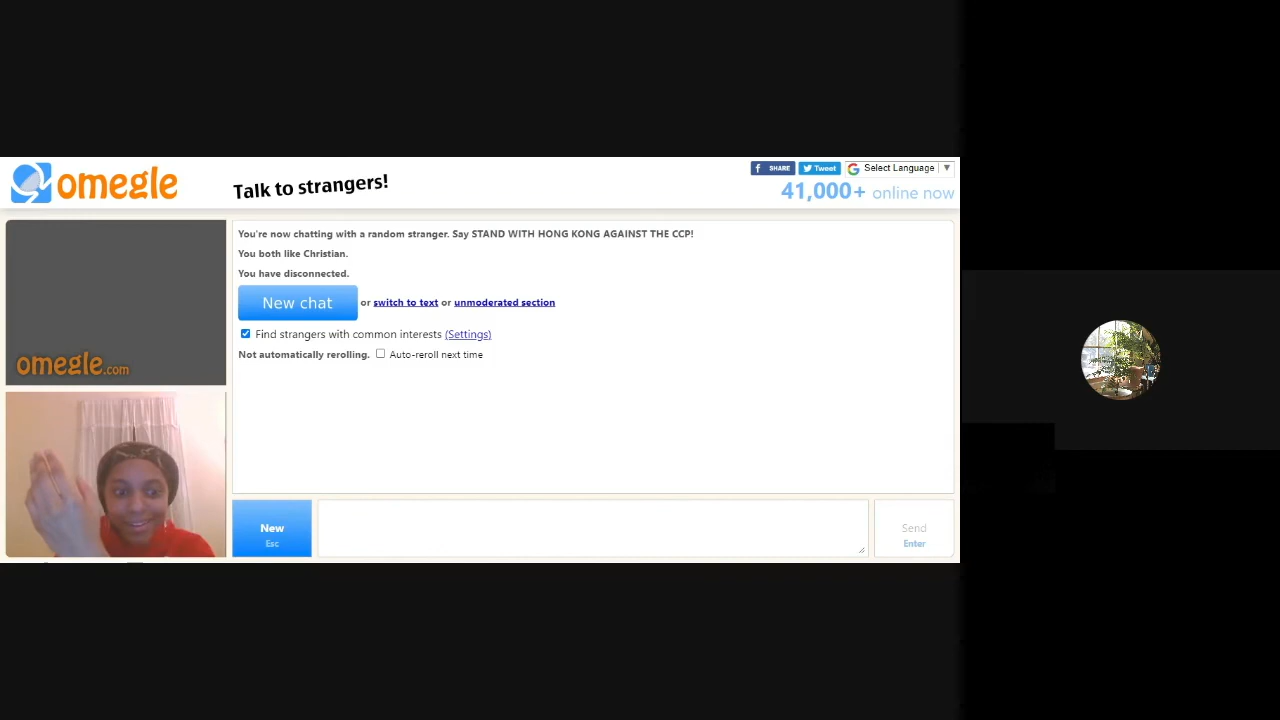 omegle
Talk to strangers!
SHARE
Tweet
Select Language
41,000+ online now
You're now chatting with a random stranger. Say STAND WITH HONG KONG AGAINST THE CCP!
You both like Christian.
You have disconnected.
New chat or switch to text or unmoderated section
Find strangers with common interests (Settings)
Not automatically rerolling. Auto-reroll next time
omegle.com
New
Esc
Send
Enter